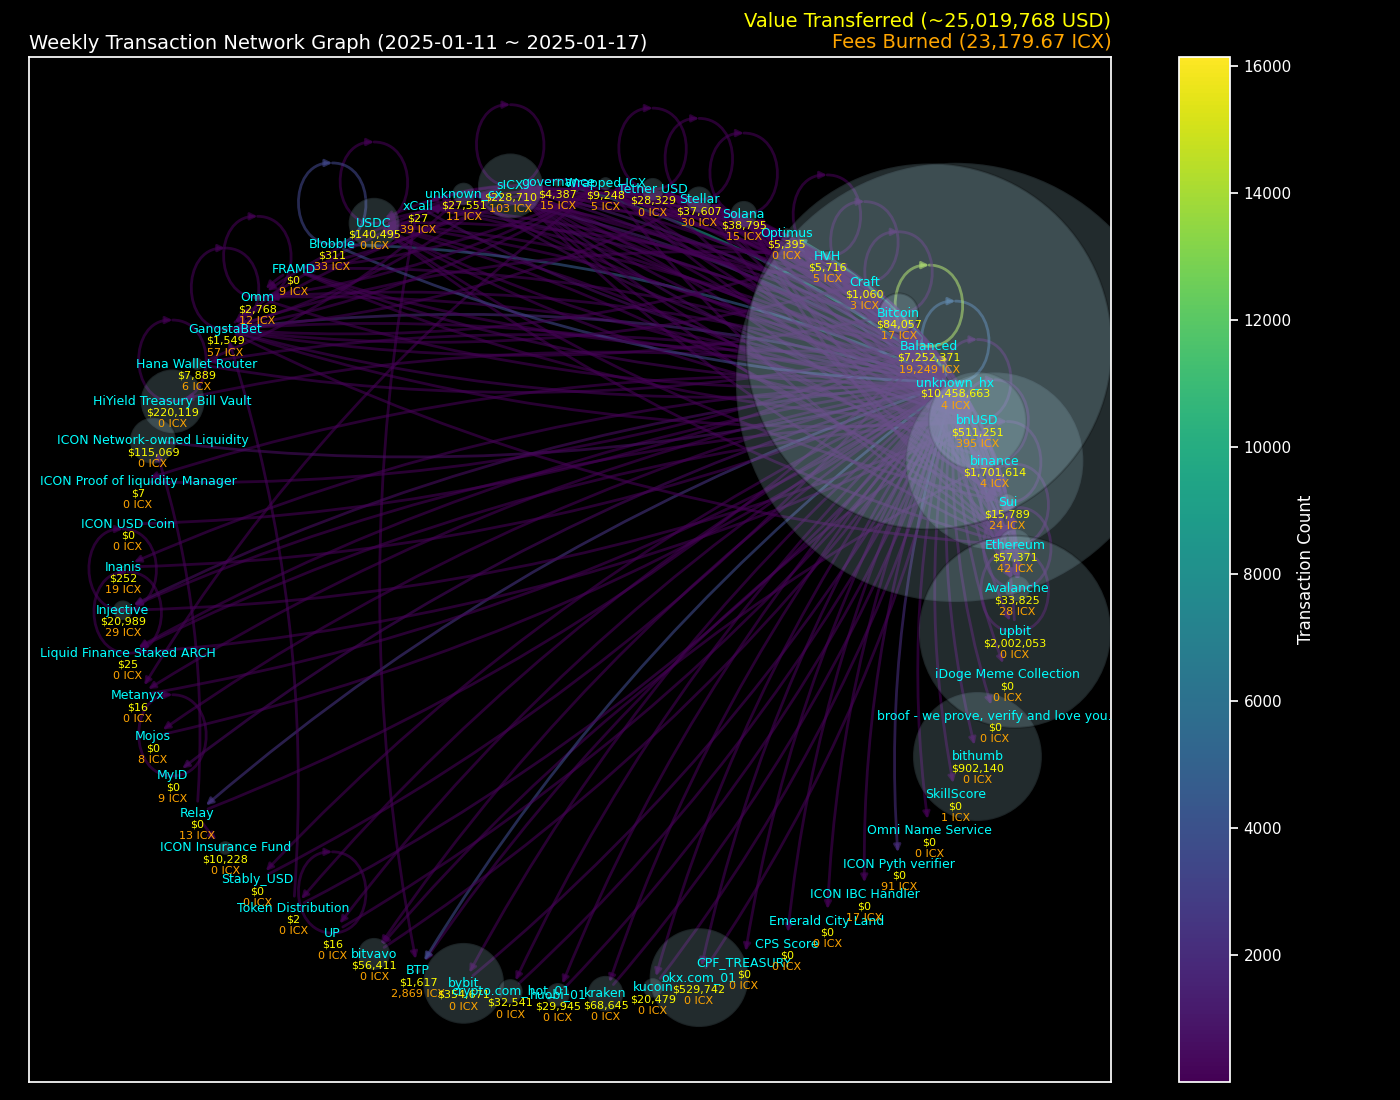 Value Transferred (~25,019,768 USD)
Weekly Transaction Network Graph (2025-01-11 ~ 2025-01-17)
Fees Burned (23,179.67 ICX)
sICX
$228,710
103 ICX
governance
$4,387
15 ICX
Wrapped ICX
$9,248
5 ICX
Tether USD
$28,329
0 ICX
Stellar
$37,607
30 ICX
Solana
$38,795
15 ICX
Optimus
$5,395
0 ICX
HVH
$5,716
5 ICX
Craft
$1,060
3 ICX
Bitcoin
$84,057
17 ICX
Balanced
$7,252,371
19,249 ICX
unknown_hx
$10,458,663
4 ICX
bnUSD
$511,251
395 ICX
binance
$1,701,614
4 ICX
Sui
$15,789
24 ICX
Ethereum
$57,371
42 ICX
Avalanche
$33,825
28 ICX
upbit
$2,002,053
0 ICX
iDoge Meme Collection
$0
0 ICX
broof - we prove, verify and love you.
$0
0 ICX
bithumb
$902,140
0 ICX
SkillScore
$0
1 ICX
Omni Name Service
$0
0 ICX
ICON Pyth verifier
$0
91 ICX
ICON IBC Handler
$0
17 ICX
Emerald City Land
$0
0 ICX
CPS Score
$0
0 ICX
CPF_TREASURY
$0
0 ICX
okx.com_01
$529,742
0 ICX
kucoin
$20,479
0 ICX
kraken
$68,645
0 ICX
huobi_01
$29,945
0 ICX
crypto.com_hot_01
$32,541
0 ICX
bybit
$354,671
0 ICX
BTP
$1,617
2,869 ICX
bitvavo
$56,411
0 ICX
UP
$16
0 ICX
Token Distribution
$2
0 ICX
Stably_USD
$0
0 ICX
ICON Insurance Fund
$10,228
0 ICX
Relay
$0
13 ICX
MyID
$0
9 ICX
Mojos
$0
8 ICX
Metanyx
$16
0 ICX
Liquid Finance Staked ARCH
$25
0 ICX
Injective
$20,989
29 ICX
Inanis
$252
19 ICX
ICON USD Coin
$0
0 ICX
ICON Proof of liquidity Manager
$7
0 ICX
ICON Network-owned Liquidity
$115,069
0 ICX
HiYield Treasury Bill Vault
$220,119
0 ICX
Hana Wallet Router
$7,889
6 ICX
GangstaBet
$1,549
57 ICX
Omm
$2,768
12 ICX
FRAMD
$0
9 ICX
Blobble
$311
33 ICX
USDC
$140,495
0 ICX
xCall
$27
39 ICX
unknown_cx
$27,551
11 ICX
16000
14000
12000
10000
8000
6000
4000
2000
Transaction Count